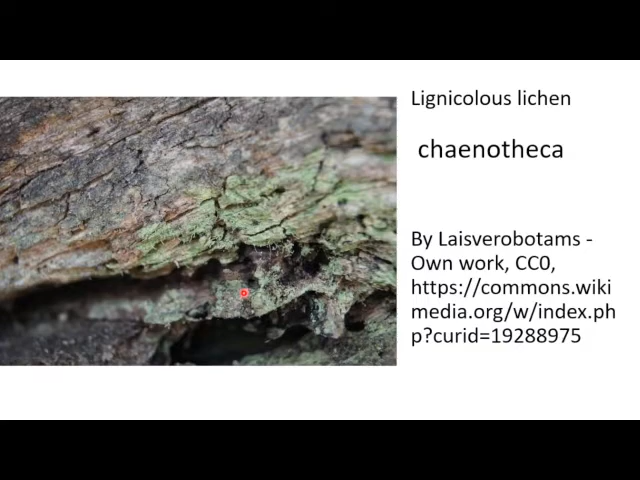 Lignicolous lichen
chaenotheca
By Laisverobotams -
Own work, CC0,
https://commons.wiki
media.org/w/index.ph
p?curid=19288975